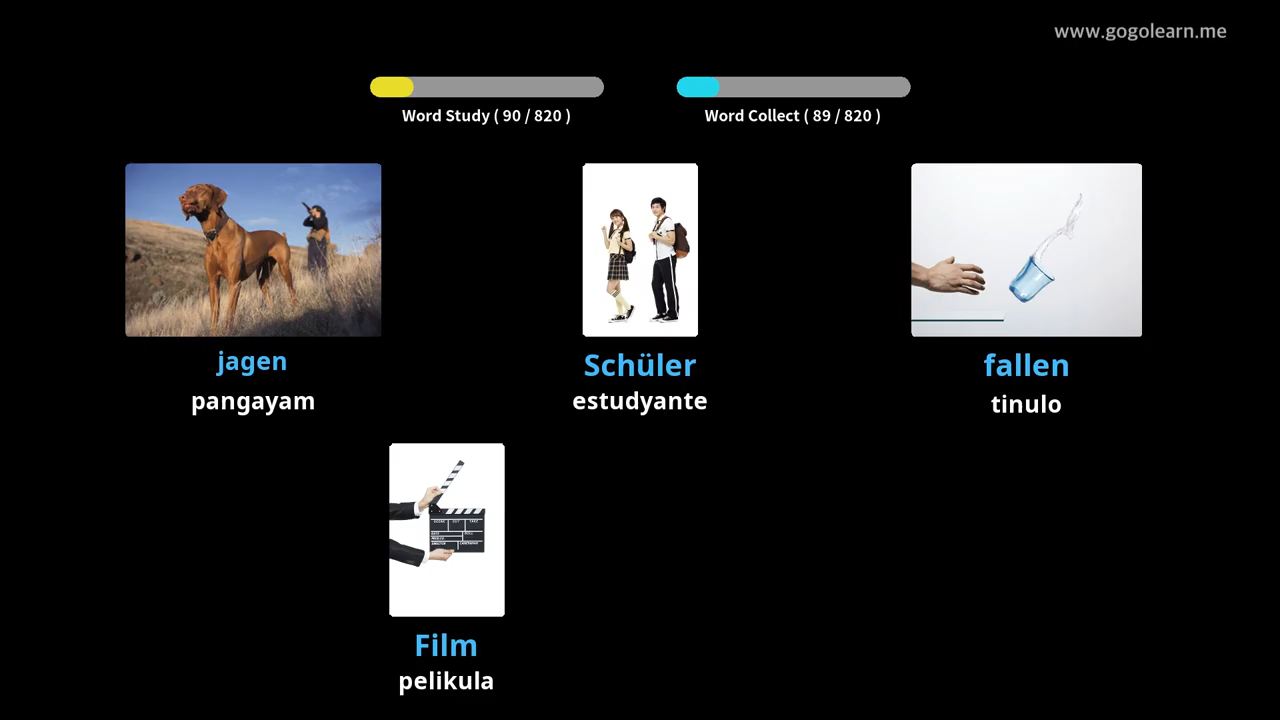 www.gogolearn.me
Word Study ( 90 / 820 )
Word Collect ( 89 / 820 )
jagen
pangayam
Schüler
estudyante
fallen
tinulo
Film
pelikula